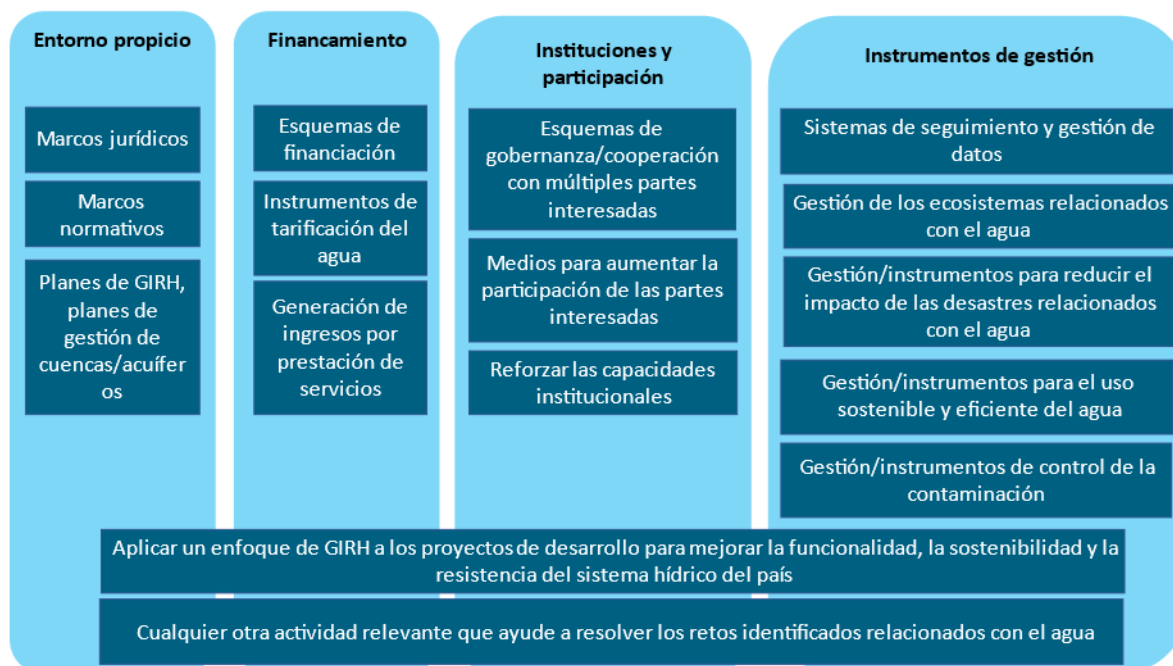 Entorno propicio
Marcos jurídicos
Marcos
normativos
Planes de GIRH,
planes de
gestión de
cuencas/acuífer
os
Financamiento
Esquemas de
financiación
Instrumentos de
tarificación del
agua
Generación de
ingresos por
prestación de
servicios
Instituciones y
participación
Esquemas de
gobernanza/cooperación
con múltiples partes
interesadas
Medios para aumentar la
participación de las partes
interesadas
Reforzar las capacidades
institucionales
Instrumentos de gestión
Sistemas de seguimiento y gestión de
datos
Gestión de los ecosistemas relacionados
con el agua
Gestión/instrumentos para reducir el
impacto de las desastres relacionados
con el agua
Gestión/instrumentos para el uso
sostenible y eficiente del agua
Gestión/instrumentos de control de la
contaminación
Aplicar un enfoque de GIRH a los proyectos de desarrollo para mejorar la funcionalidad, la sostenibilidad y la
resistencia del sistema hídrico del país
Cualquier otra actividad relevante que ayude a resolver los retos identificados relacionados con el agua